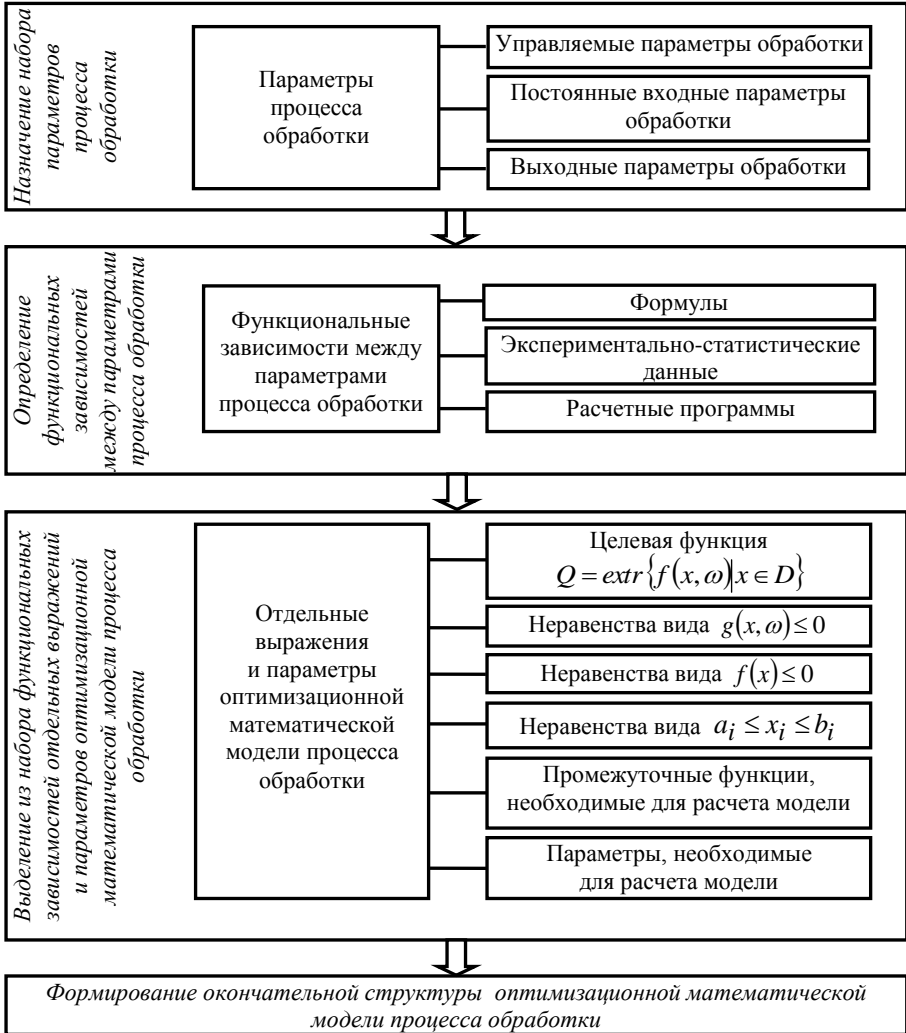 Назначение набора
параметров
процесса
обработки
Параметры
процесса
обработки
Управляемые параметры обработки
Постоянные входные параметры
обработки
Выходные параметры обработки
Определение
функциональных
зависимостей
между параметрами
процесса обработки
Функциональные
зависимости между
параметрами
процесса обработки
Формулы
Экспериментально-статистические
данные
Расчетные программы
Выделение из набора функциональных
зависимостей отдельных выражений
и параметров оптимизационной
математической модели процесса
обработки
Отдельные
выражения
и параметры
оптимизационной
математической
модели процесса
обработки
Целевая функция
Q = extr{f(x, ω)|x ∈ D}
Неравенства вида g(x, ω) ≤ 0
Неравенства вида f(x) ≤ 0
Неравенства вида a_i ≤ x_i ≤ b_i
Промежуточные функции,
необходимые для расчета модели
Параметры, необходимые
для расчета модели
Формирование окончательной структуры оптимизационной математической
модели процесса обработки